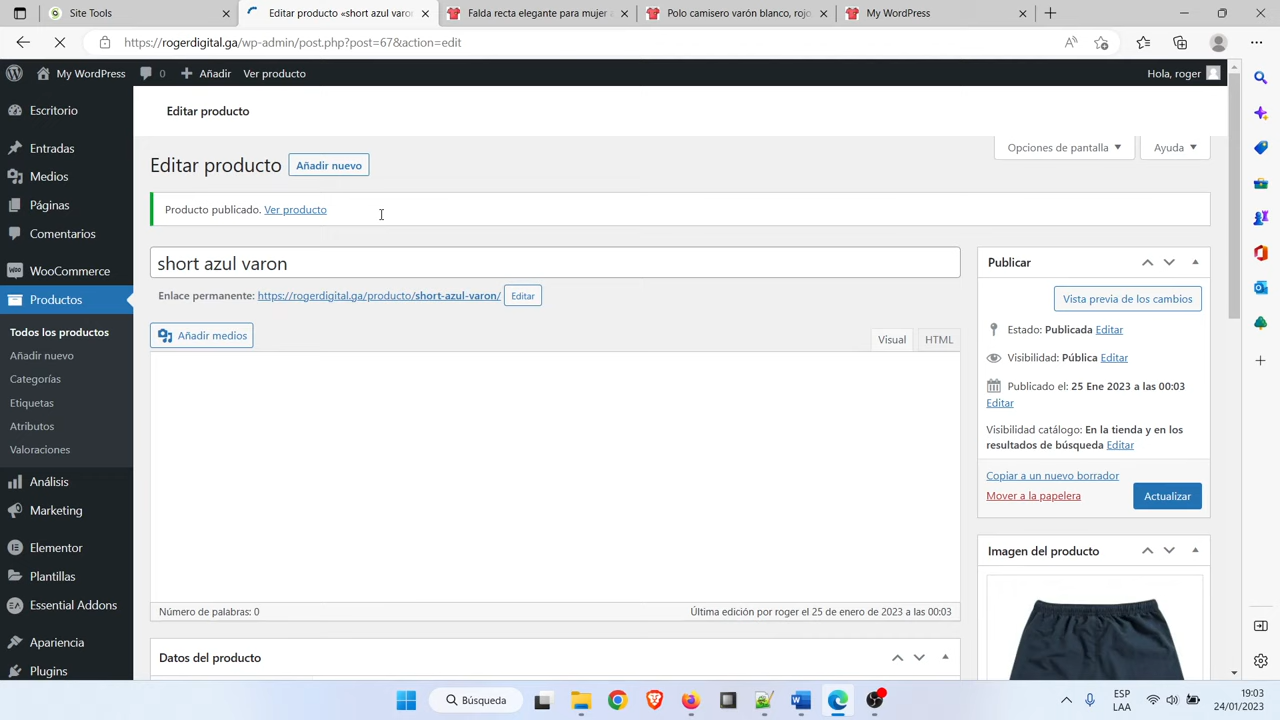 Site Tools
Editar producto «short azul varon
Falda recta elegante para mujer a
Polo camisero varón blanco, rojo
My WordPress
https://rogerdigital.ga/wp-admin/post.php?post=67&action=edit
My WordPress
0
Añadir
Ver producto
Hola, roger
Escritorio
Entradas
Medios
Páginas
Comentarios
WooCommerce
Productos
Todos los productos
Añadir nuevo
Categorías
Etiquetas
Atributos
Valoraciones
Análisis
Marketing
Elementor
Plantillas
Essential Addons
Apariencia
Plugins
Editar producto
Opciones de pantalla
Ayuda
Editar producto
Añadir nuevo
Producto publicado. Ver producto
short azul varon
Enlace permanente: https://rogerdigital.ga/producto/short-azul-varon/ Editar
Añadir medios
Visual
HTML
Número de palabras: 0
Última edición por roger el 25 de enero de 2023 a las 00:03
Datos del producto
Publicar
Vista previa de los cambios
Estado: Publicada Editar
Visibilidad: Pública Editar
Publicado el: 25 Ene 2023 a las 00:03
Editar
Visibilidad catálogo: En la tienda y en los
resultados de búsqueda Editar
Copiar a un nuevo borrador
Mover a la papelera
Actualizar
Imagen del producto
Búsqueda
ESP
LAA
19:03
24/01/2023